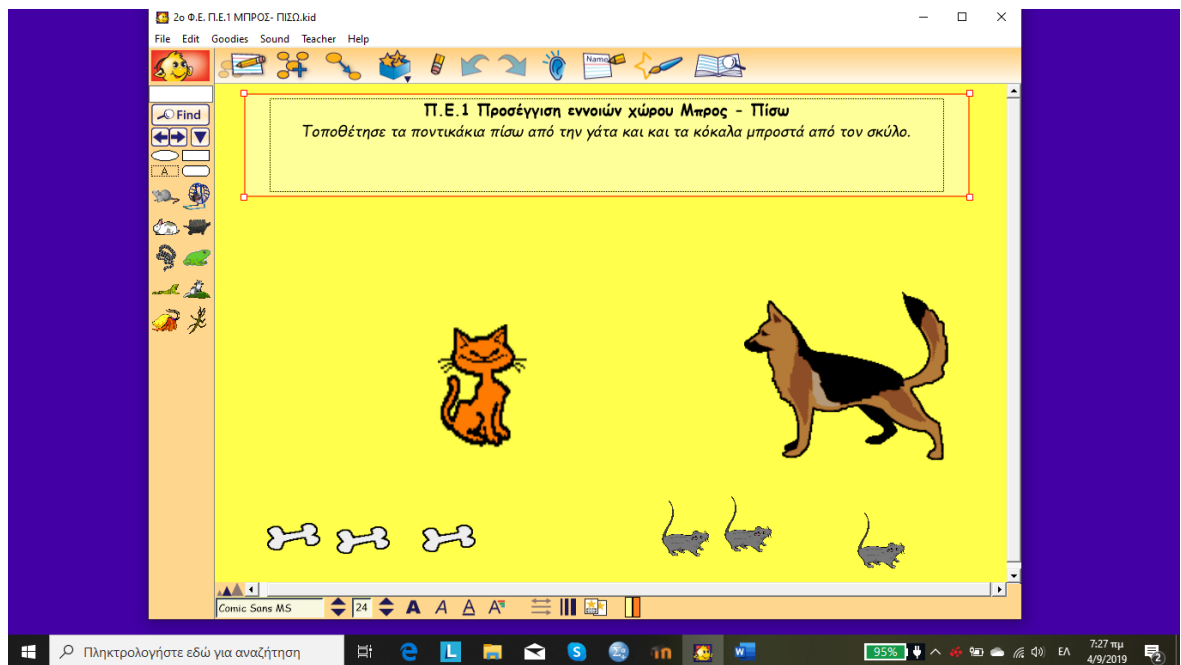 2ο Φ.Ε. Π.Ε.1 ΜΠΡΟΣ- ΠΙΣΩ.kid
File Edit Goodies Sound Teacher Help
Name
Find
A
Π.Ε.1 Προσέγγιση εννοιών χώρου Μπρος - Πίσω
Τοποθέτησε τα ποντικάκια πίσω από την γάτα και και τα κόκαλα μπροστά από τον σκύλο.
Comic Sans MS 24 A A A A
Πληκτρολογήστε εδώ για αναζήτηση
95%
ΕΛ
7:27 πμ
4/9/2019
2